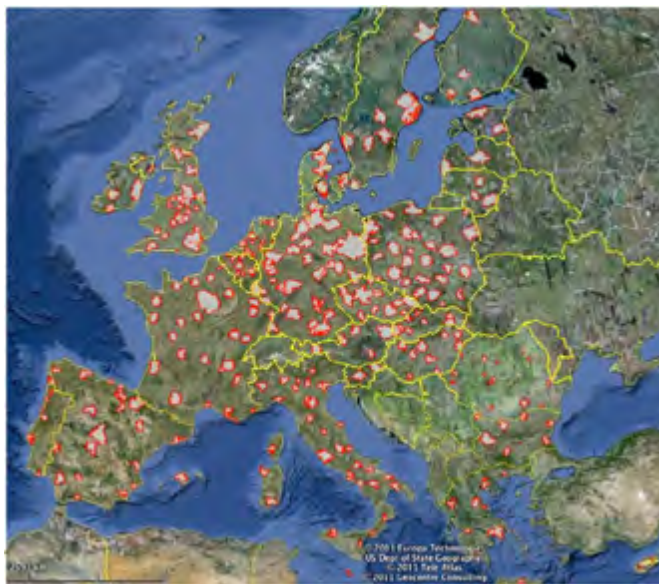 © 2011 Europa Technologies
US Dept of State Geographer
© 2011 Tele Atlas
© 2011 Geocentre Consulting